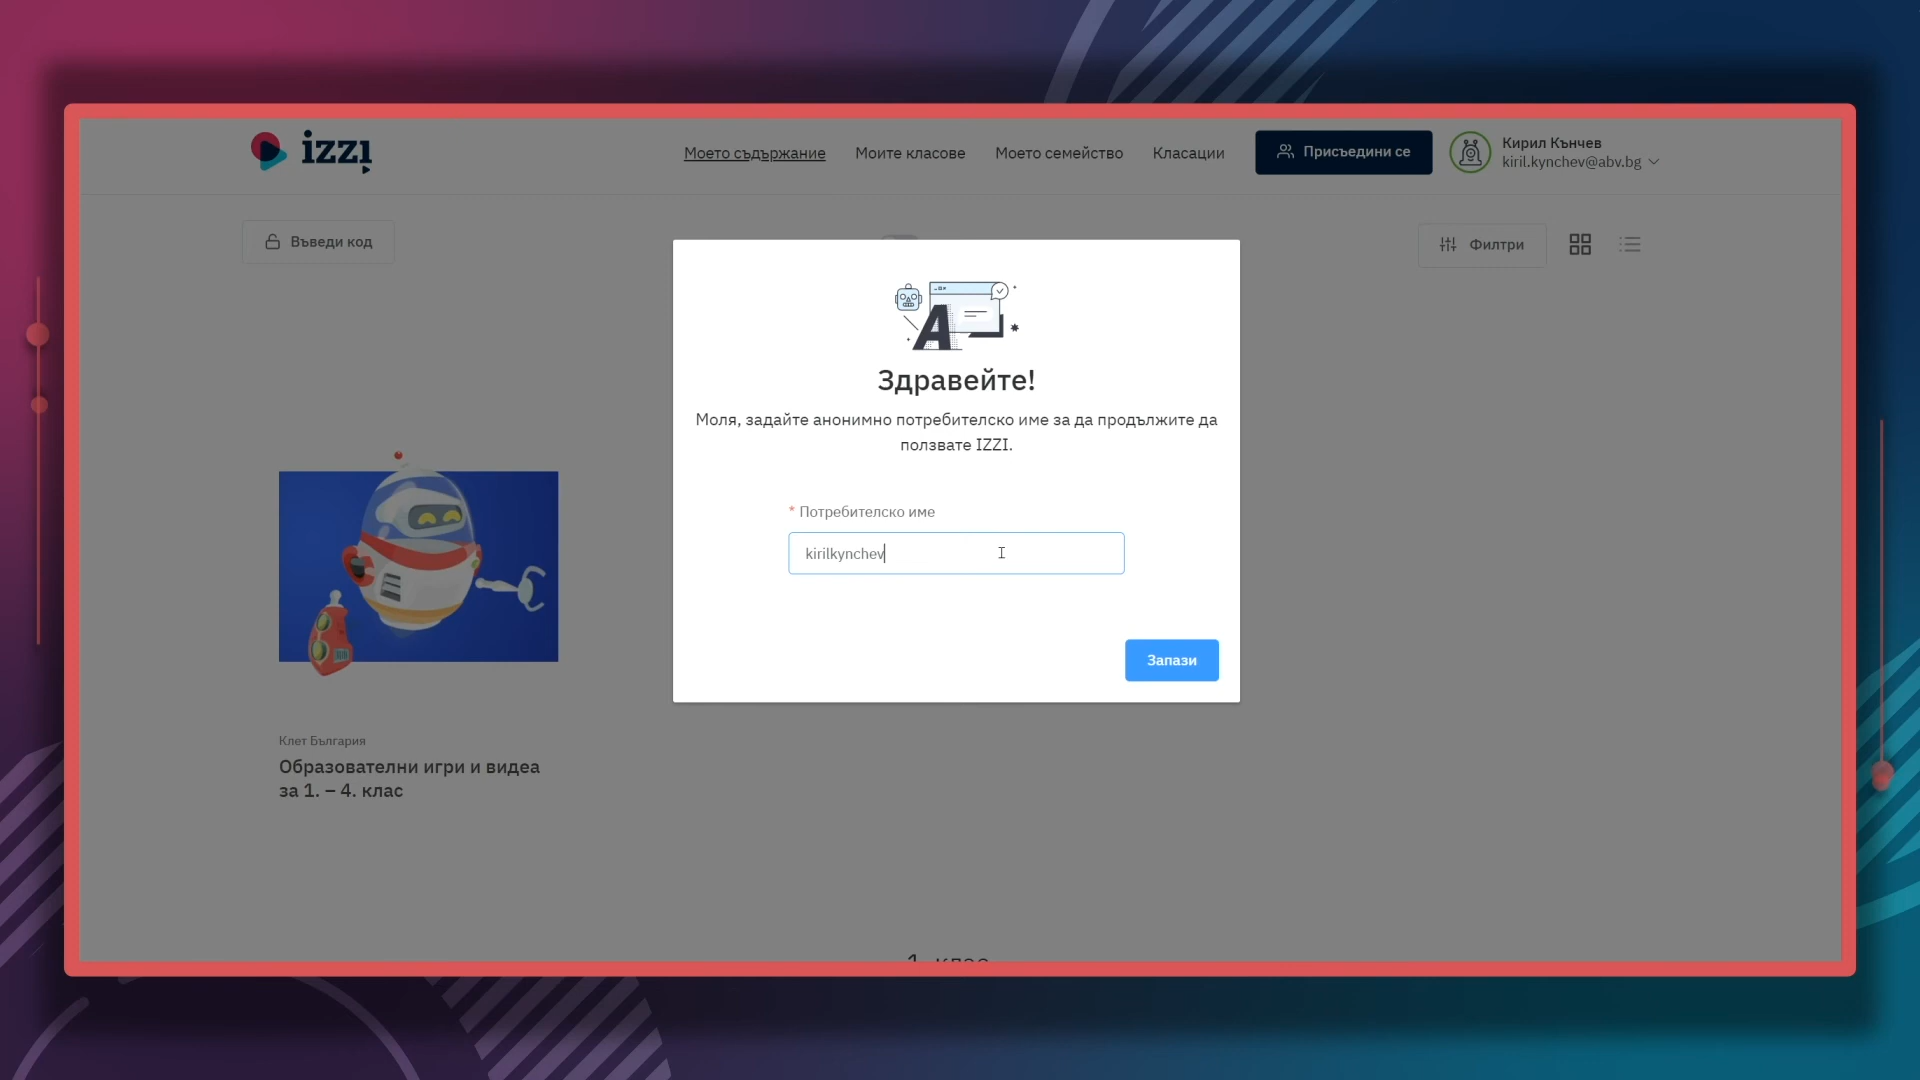 izzi
Моето съдържание
Моите класове
Моето семейство
Класации
Присъедини се
Кирил Кънчев
kiril.kynchev@abv.bg
Въведи код
Филтри
A
Здравейте!
Моля, задайте анонимно потребителско име за да продължите да
ползвате IZZI.
* Потребителско име
kirilkynchev
Запази
Клет България
Образователни игри и видеа
за 1. – 4. клас
1. клас